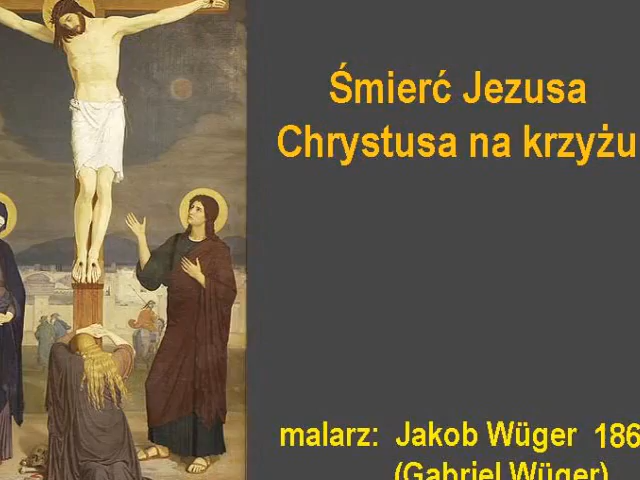 Śmierć Jezusa
Chrystusa na krzyżu
malarz: Jakob Wüger 186
(Gabriel Wüger)